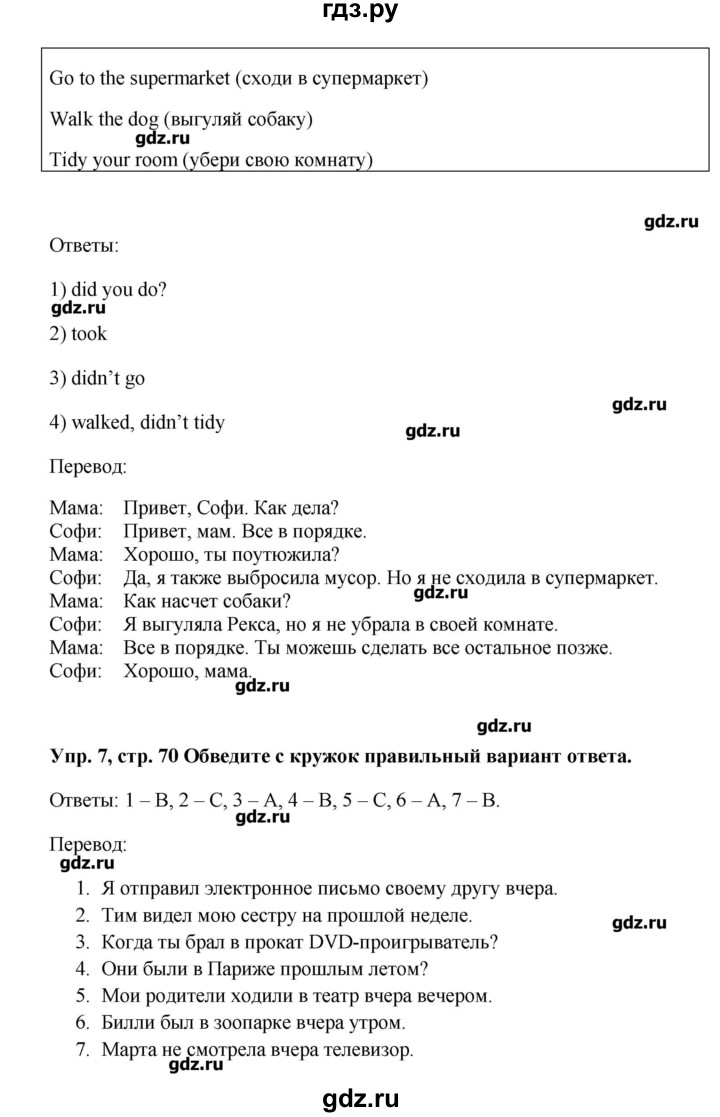 гдз.ру
Go to the supermarket (сходи в супермаркет)
Walk the dog (выгуляй собаку)
gdz.ru
Tidy your room (убери свою комнату)
gdz.ru
Ответы:
1) did you do?
gdz.ru
2) took
3) didn’t go
gdz.ru
4) walked, didn’t tidy
gdz.ru
Перевод:
Мама: Привет, Софи. Как дела?
Софи: Привет, мам. Все в порядке.
Мама: Хорошо, ты поутюжила?
Софи: Да, я также выбросила мусор. Но я не сходила в супермаркет.
gdz.ru
Мама: Как насчет собаки?
Софи: Я выгуляла Рекса, но я не убрала в своей комнате.
Мама: Все в порядке. Ты можешь сделать все остальное позже.
Софи: Хорошо, мама.
gdz.ru
gdz.ru
Упр. 7, стр. 70 Обведите с кружок правильный вариант ответа.
Ответы: 1 – B, 2 – C, 3 – A, 4 – B, 5 – C, 6 – A, 7 – B.
gdz.ru
Перевод:
gdz.ru
1. Я отправил электронное письмо своему другу вчера.
2. Тим видел мою сестру на прошлой неделе.
gdz.ru
3. Когда ты брал в прокат DVD-проигрыватель?
4. Они были в Париже прошлым летом?
5. Мои родители ходили в театр вчера вечером.
6. Билли был в зоопарке вчера утром.
7. Марта не смотрела вчера телевизор.
gdz.ru
gdz.ru